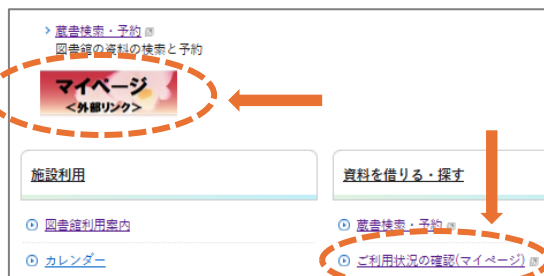 蔵書検索・予約
図書館の資料の検索と予約
マイページ
<外部リンク>
施設利用
図書館利用案内
カレンダー
資料を借りる・探す
蔵書検索・予約
ご利用状況の確認(マイページ)